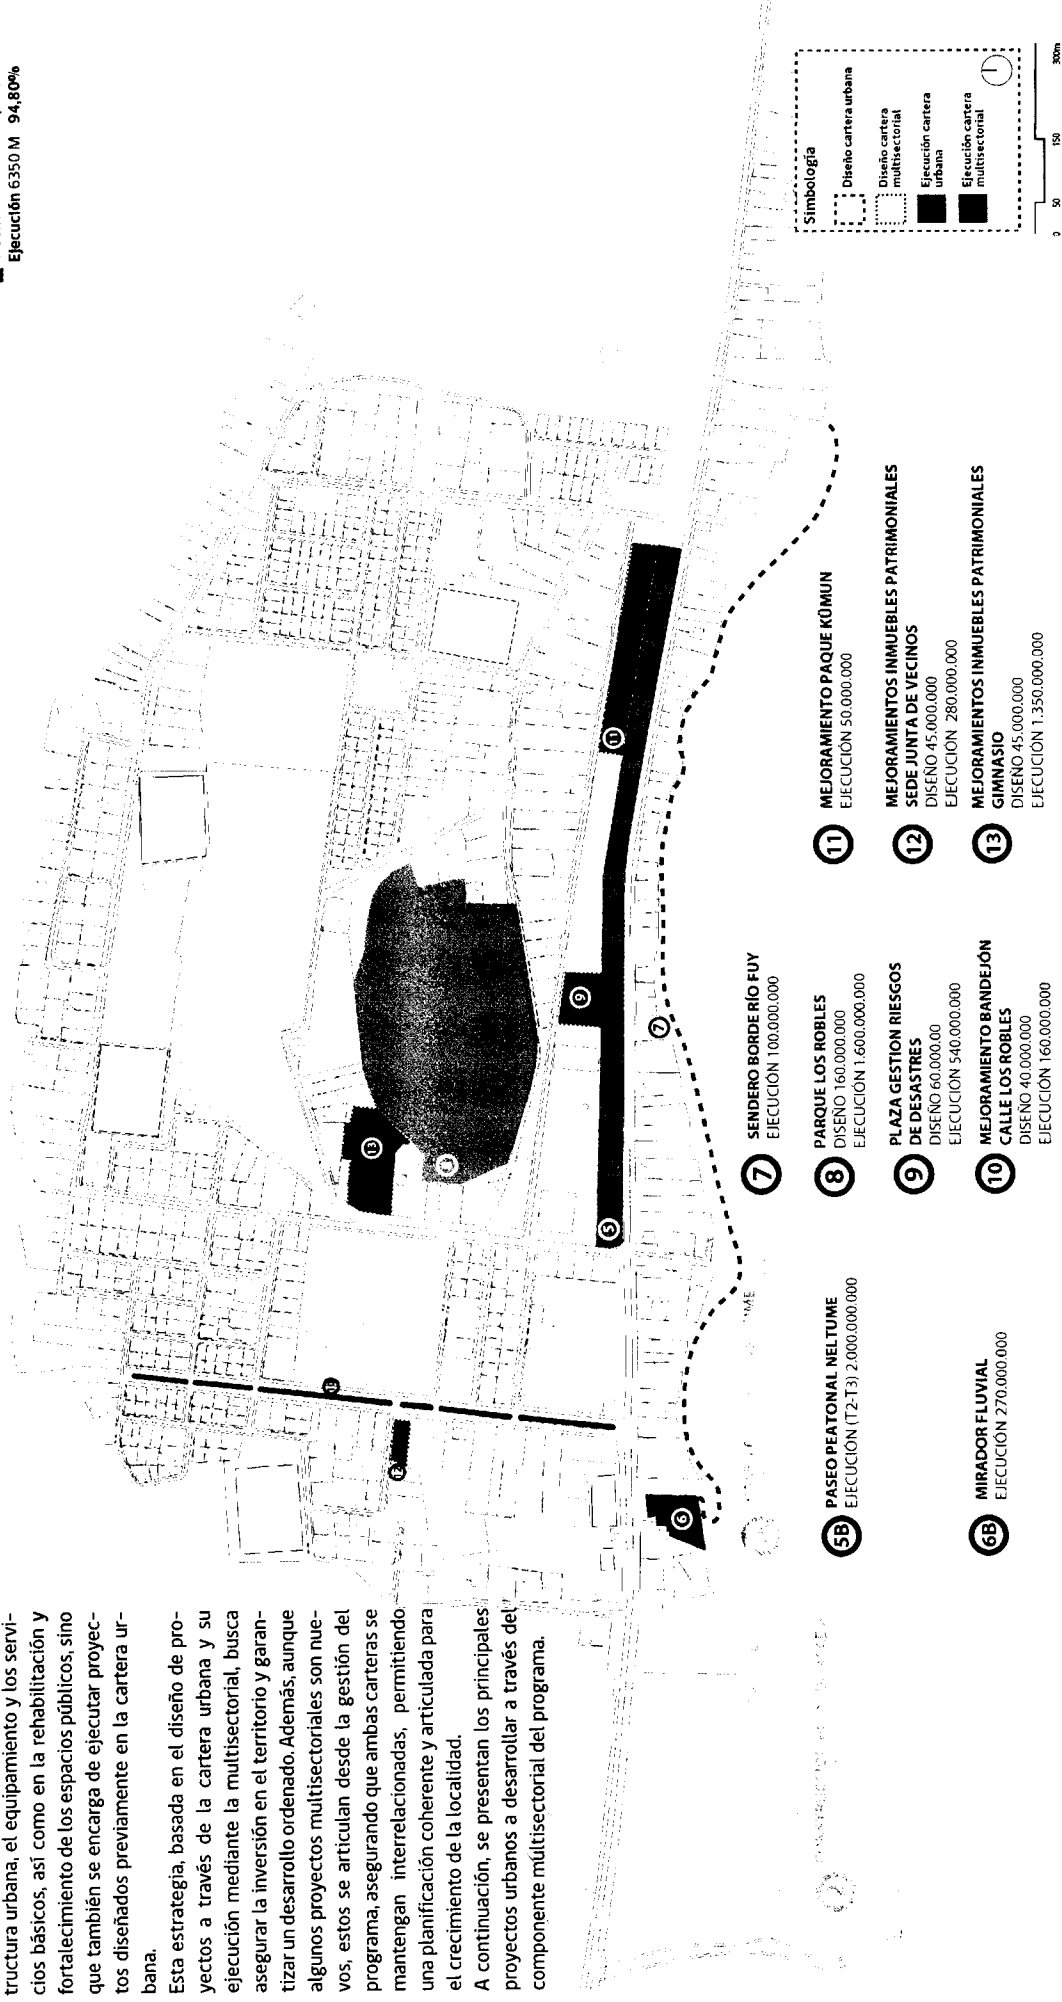 tructura urbana, el equipamiento y los servi-
cios básicos, así como en la rehabilitación y
fortalecimiento de los espacios públicos, sino
que también se encarga de ejecutar proyec-
tos diseñados previamente en la cartera ur-
bana.
Esta estrategia, basada en el diseño de pro-
yectos a través de la cartera urbana y su
ejecución mediante la multisectorial, busca
asegurar la inversión en el territorio y garan-
tizar un desarrollo ordenado. Además, aunque
algunos proyectos multisectoriales son nue-
vos, estos se articulan desde la gestión del
programa, asegurando que ambas carteras se
mantengan interrelacionadas, permitiendo
una planificación coherente y articulada para
el crecimiento de la localidad.
A continuación, se presentan los principales
proyectos urbanos a desarrollar a través del
componente múltisectorial del programa.
Ejecución 6350 M 94,80%
10
12
13
8
9
11
5
7
6
5B PASEO PEATONAL NELTUME
EJECUCIÓN (T2-T3) 2.000.000.000
6B MIRADOR FLUVIAL
EJECUCIÓN 270.000.000
7 SENDERO BORDE RÍO FUY
EJECUCIÓN 100.000.000
8 PARQUE LOS ROBLES
DISEÑO 160.000.000
EJECUCIÓN 1.600.000.000
9 PLAZA GESTION RIESGOS
DE DESASTRES
DISEÑO 60.000.00
EJECUCIÓN 540.000.000
10 MEJORAMIENTO BANDEJÓN
CALLE LOS ROBLES
DISEÑO 40.000.000
EJECUCIÓN 160.000.000
11 MEJORAMIENTO PAQUE KÜMUN
EJECUCIÓN 50.000.000
12 MEJORAMIENTOS INMUEBLES PATRIMONIALES
SEDE JUNTA DE VECINOS
DISEÑO 45.000.000
EJECUCIÓN 280.000.000
13 MEJORAMIENTOS INMUEBLES PATRIMONIALES
GIMNASIO
DISEÑO 45.000.000
EJECUCIÓN 1.350.000.000
Simbología
Diseño cartera urbana
Diseño cartera
multisectorial
Ejecución cartera
urbana
Ejecución cartera
multisectorial
0 50 150 300m